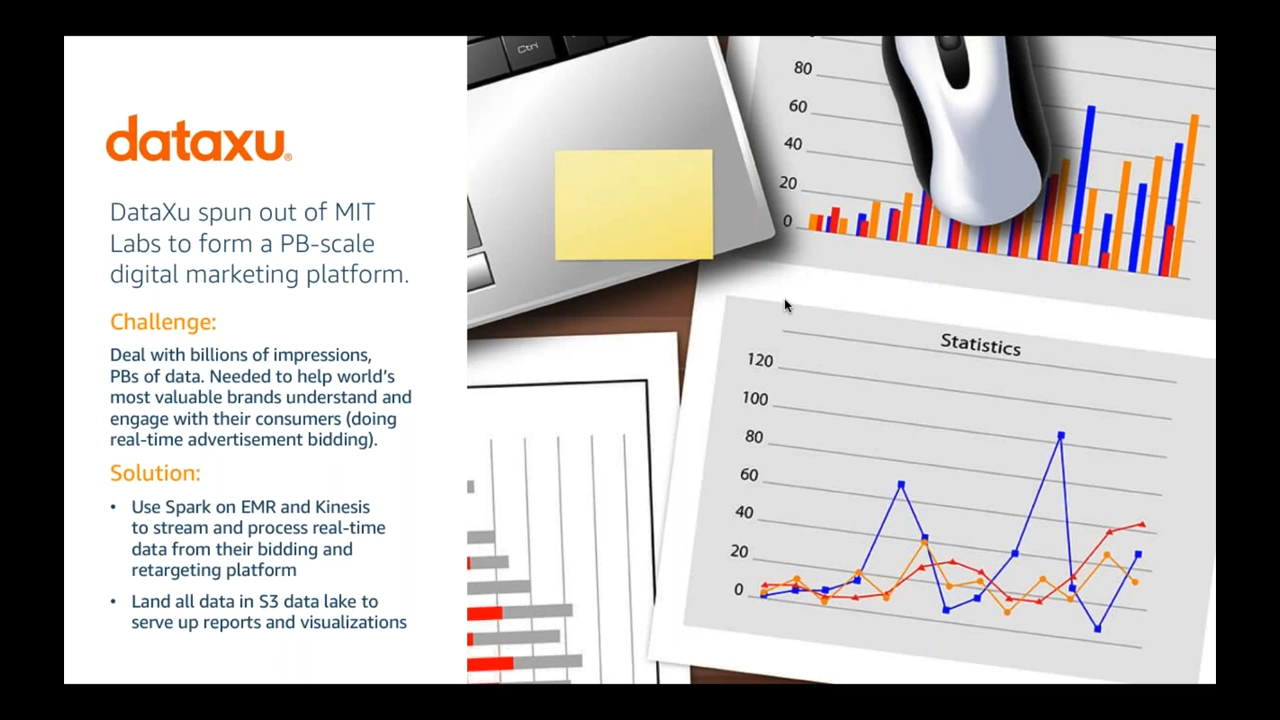 dataxu®
DataXu spun out of MIT
Labs to form a PB-scale
digital marketing platform.
Challenge:
Deal with billions of impressions,
PBs of data. Needed to help world's
most valuable brands understand and
engage with their consumers (doing
real-time advertisement bidding).
Solution:
• Use Spark on EMR and Kinesis
to stream and process real-time
data from their bidding and
retargeting platform
• Land all data in S3 data lake to
serve up reports and visualizations
Ctrl
80
60
40
20
0
Statistics
120
100
80
60
40
20
0